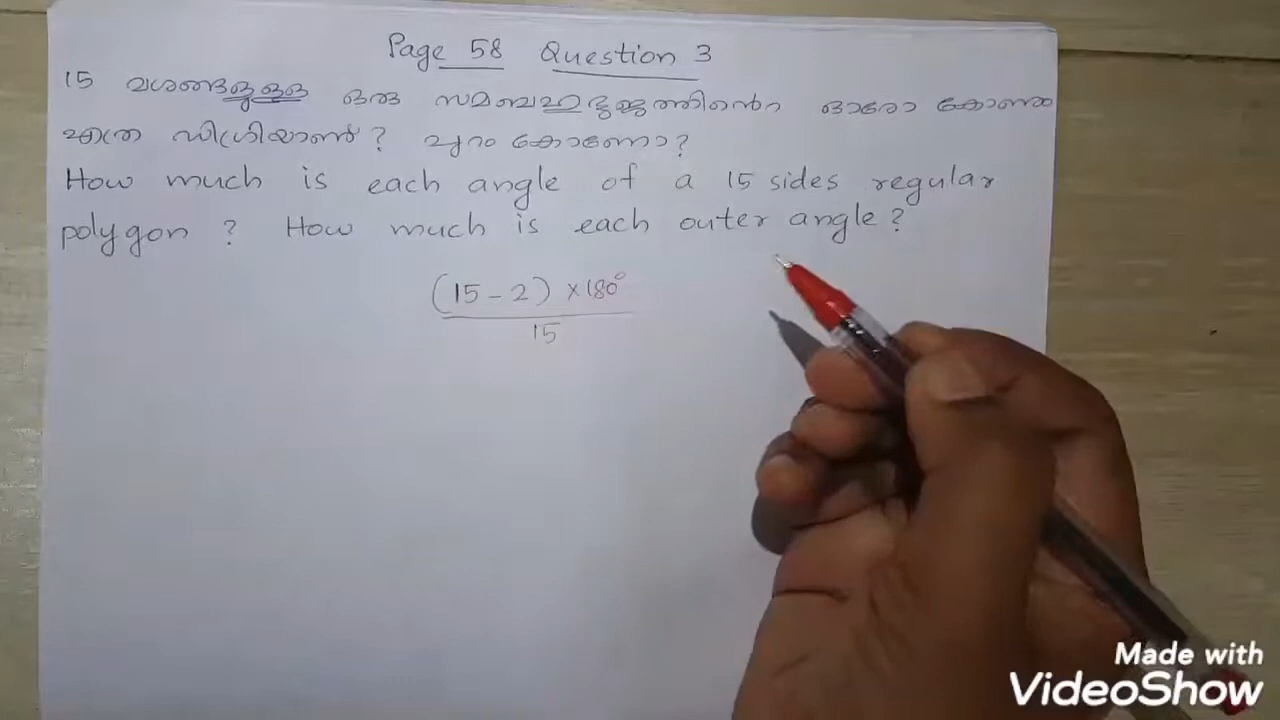 Page 58 Question 3
15 വശങ്ങളുള്ള ഒരു സമബഹുഭുജത്തിന്റെ ഓരോ കോണും
എത്ര ഡിഗ്രിയാണ്? പുറം കോണോ?
How much is each angle of a 15 sides regular
polygon ? How much is each outer angle?
(15-2) ×180°
15
Made with
VideoShow